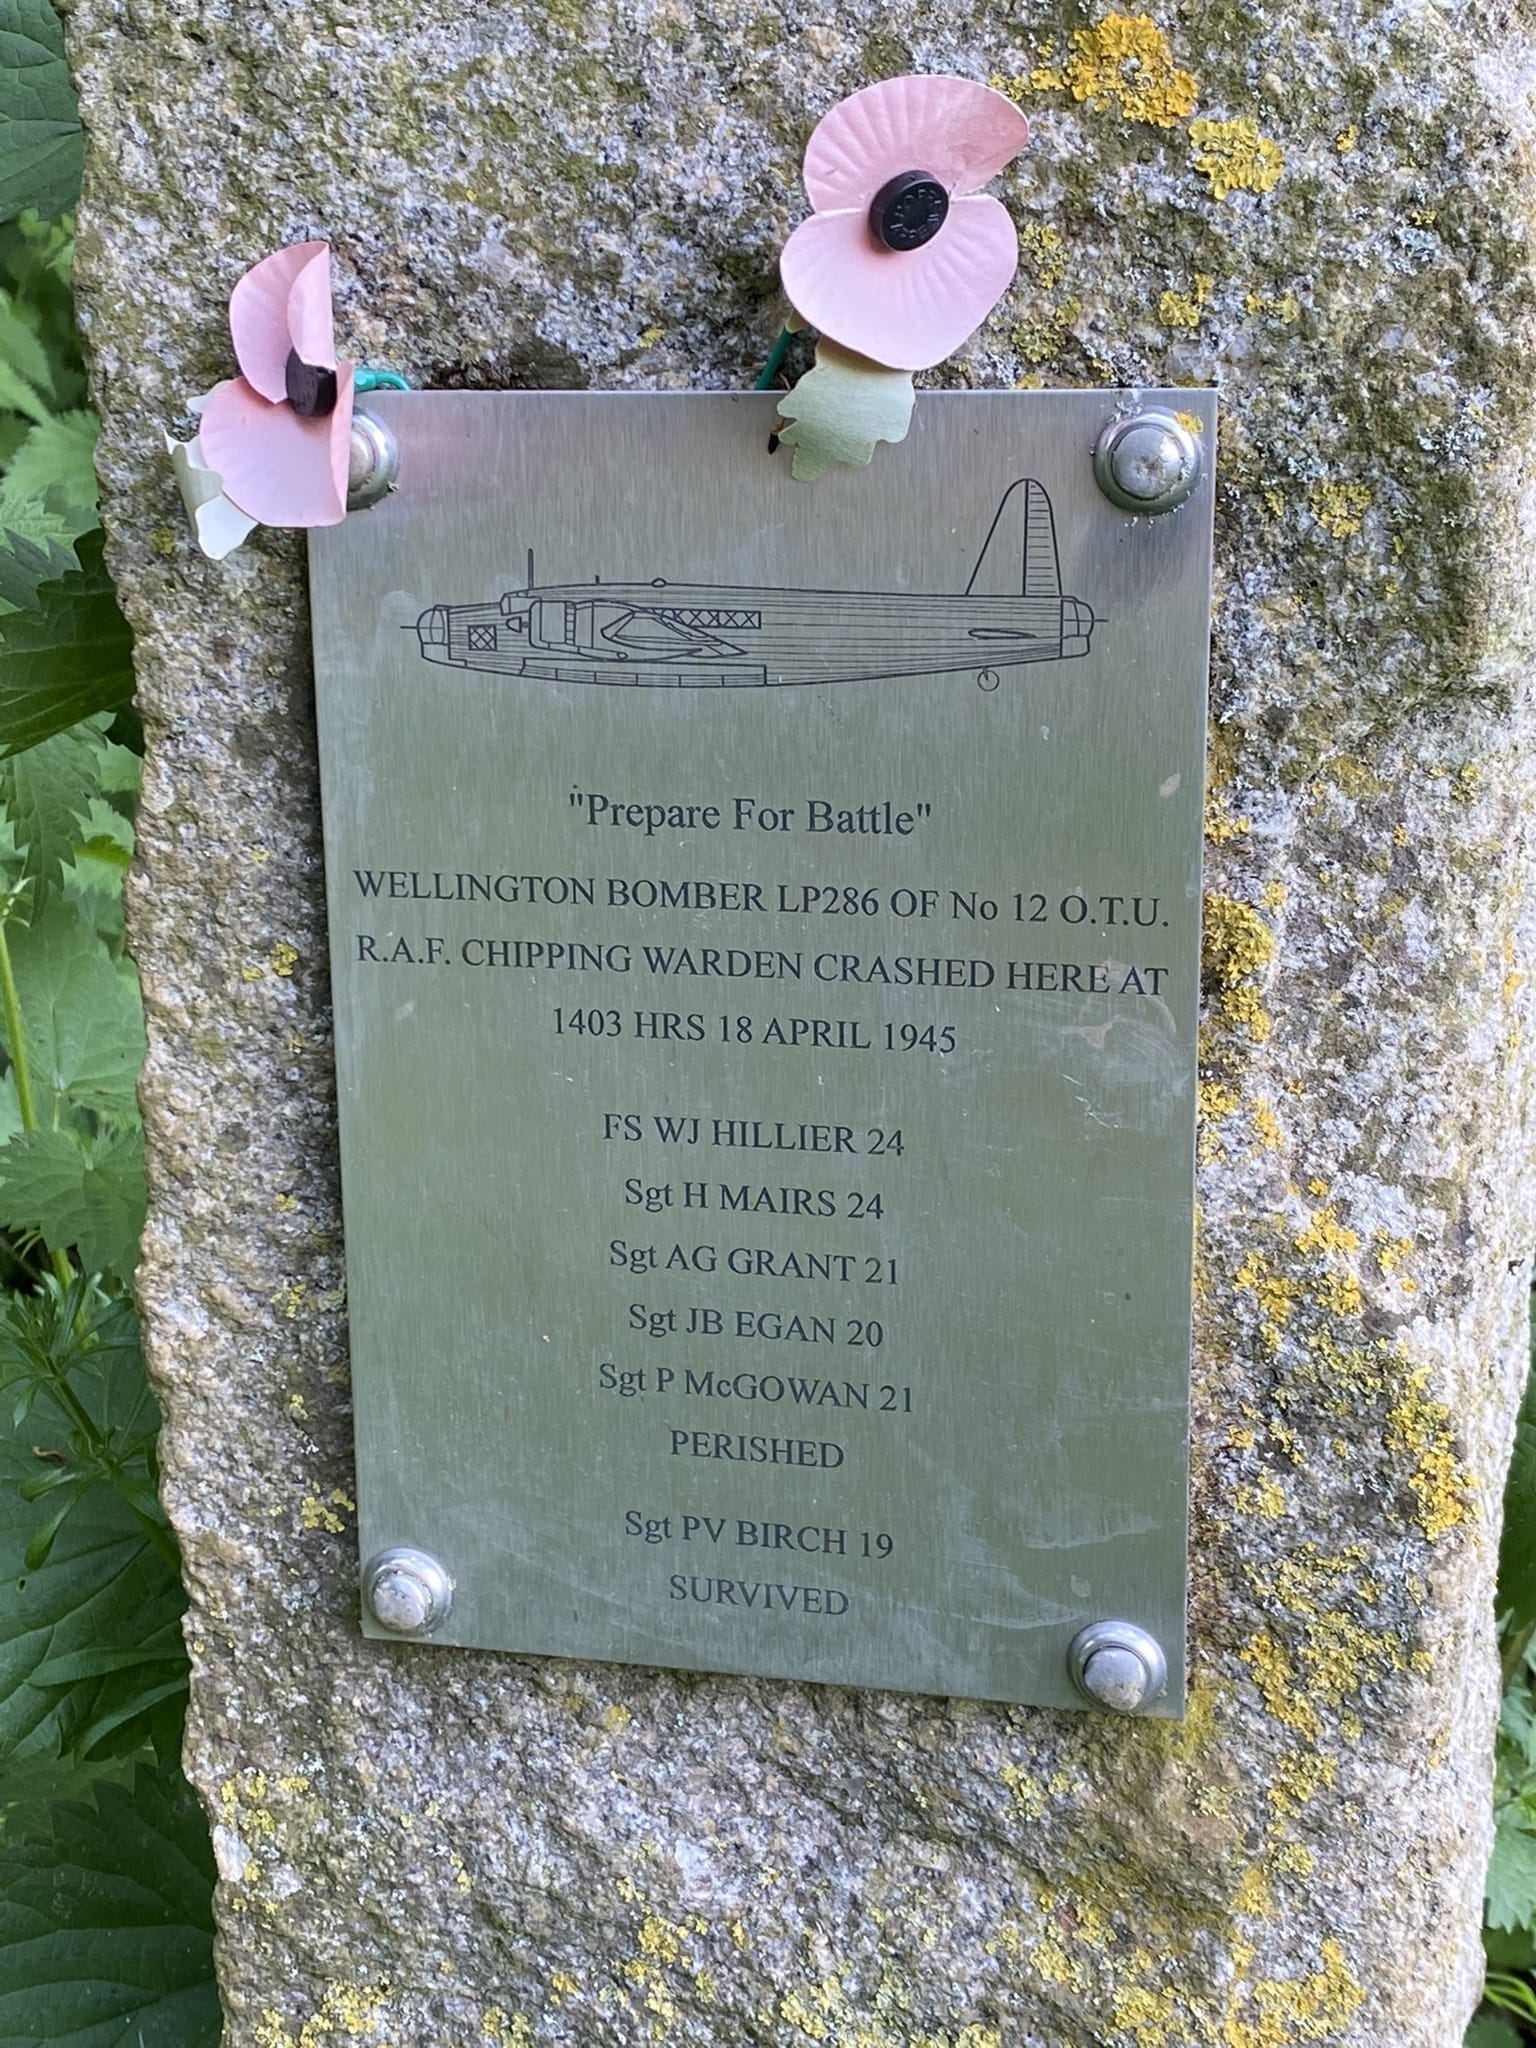 "Prepare For Battle"
WELLINGTON BOMBER LP286 OF No 12 O.T.U.
R.A.F. CHIPPING WARDEN CRASHED HERE AT
1403 HRS 18 APRIL 1945
FS WJ HILLIER 24
Sgt H MAIRS 24
Sgt AG GRANT 21
Sgt JB EGAN 20
Sgt P McGOWAN 21
PERISHED
Sgt PV BIRCH 19
SURVIVED